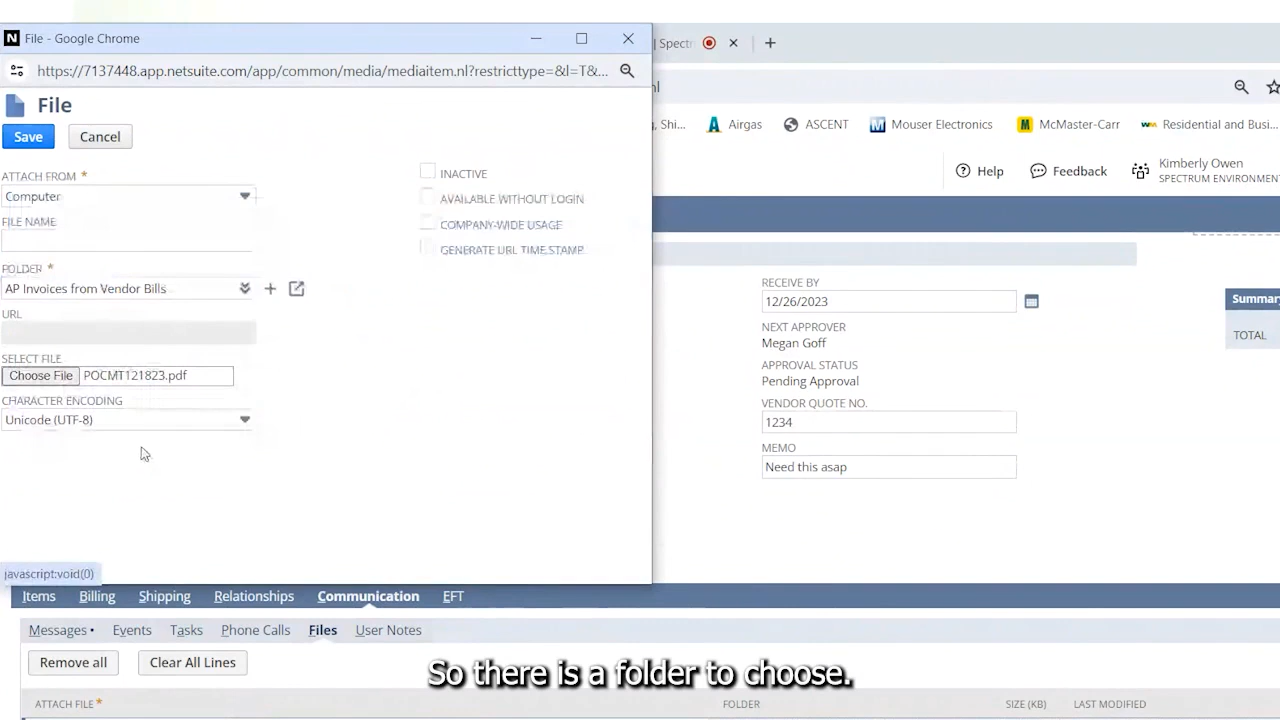 File - Google Chrome
https://7137448.app.netsuite.com/app/common/media/mediaitem.nl?restricttype=&l=T&...
File
Save
Cancel
ATTACH FROM *
Computer
FILE NAME
FOLDER *
AP Invoices from Vendor Bills
URL
SELECT FILE
Choose File POCMT121823.pdf
CHARACTER ENCODING
Unicode (UTF-8)
INACTIVE
AVAILABLE WITHOUT LOGIN
COMPANY-WIDE USAGE
GENERATE URL TIME STAMP
javascript:void(0)
| Spectr
nl
, Shi...
Airgas
ASCENT
Mouser Electronics
McMaster-Carr
Residential and Busi...
Help
Feedback
Kimberly Owen
SPECTRUM ENVIRONMENT
RECEIVE BY
12/26/2023
NEXT APPROVER
Megan Goff
APPROVAL STATUS
Pending Approval
VENDOR QUOTE NO.
1234
MEMO
Need this asap
Summary
TOTAL
Items Billing Shipping Relationships Communication EFT
Messages • Events Tasks Phone Calls Files User Notes
Remove all Clear All Lines
So there is a folder to choose.
ATTACH FILE * FOLDER SIZE (KB) LAST MODIFIED